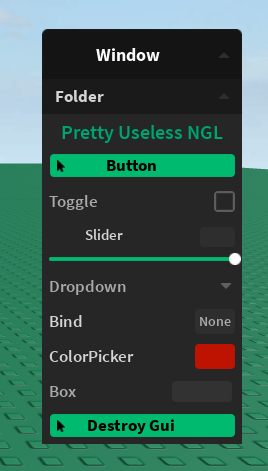 Window
Folder
Pretty Useless NGL
Button
Toggle
Slider
Dropdown
Bind None
ColorPicker
Box
Destroy Gui